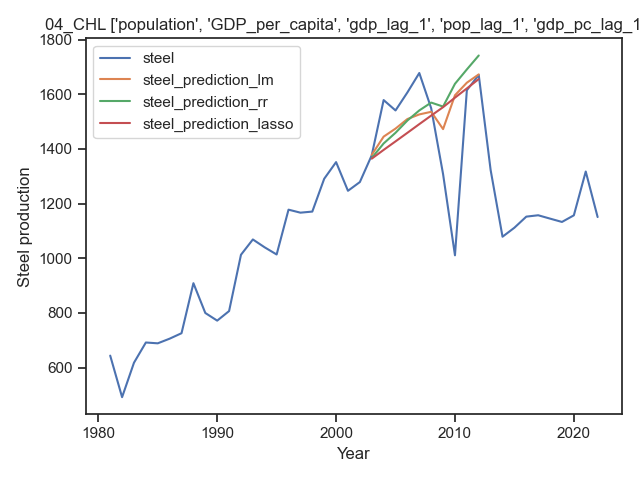 04_CHL ['population', 'GDP_per_capita', 'gdp_lag_1', 'pop_lag_1', 'gdp_pc_lag_1
1800
1600
1400
1200
1000
800
600
steel
steel_prediction_lm
steel_prediction_rr
steel_prediction_lasso
Steel production
1980
1990
2000
2010
2020
Year